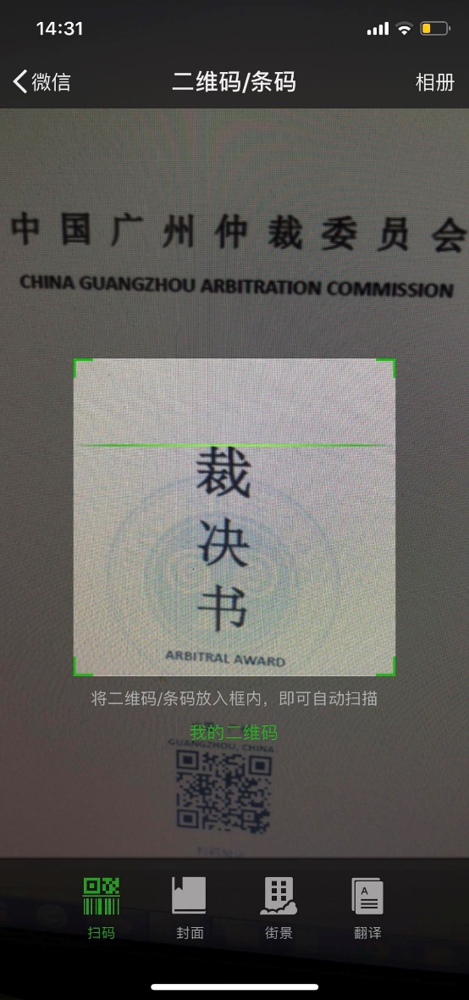 14:31
微信 二维码/条码 相册
中国广州仲裁委员会
CHINA GUANGZHOU ARBITRATION COMMISSION
裁
决
书
ARBITRAL AWARD
将二维码/条码放入框内，即可自动扫描
我的二维码
GUANGZHOU, CHINA
扫码 封面 街景 翻译
A